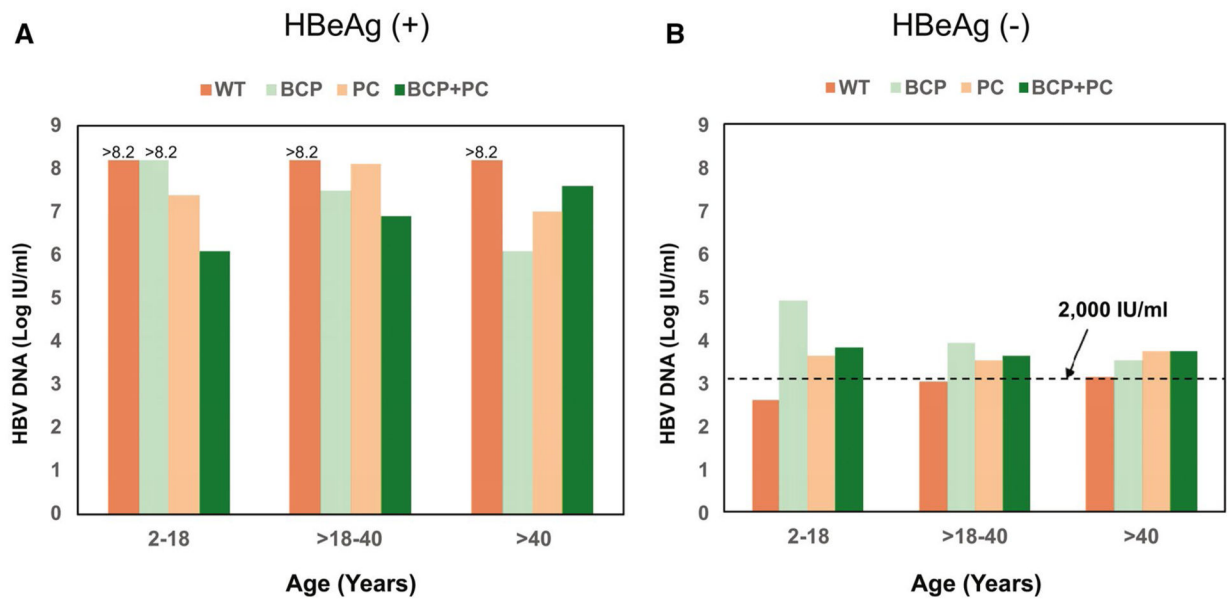 A
HBeAg (+)
WT BCP PC BCP+PC
HBV DNA (Log IU/ml)
9
8
7
6
5
4
3
2
1
0
>8.2 >8.2 >8.2 >8.2
2-18 >18-40 >40
Age (Years)
B
HBeAg (-)
WT BCP PC BCP+PC
HBV DNA (Log IU/ml)
9
8
7
6
5
4
3
2
1
0
2,000 IU/ml
2-18 >18-40 >40
Age (Years)